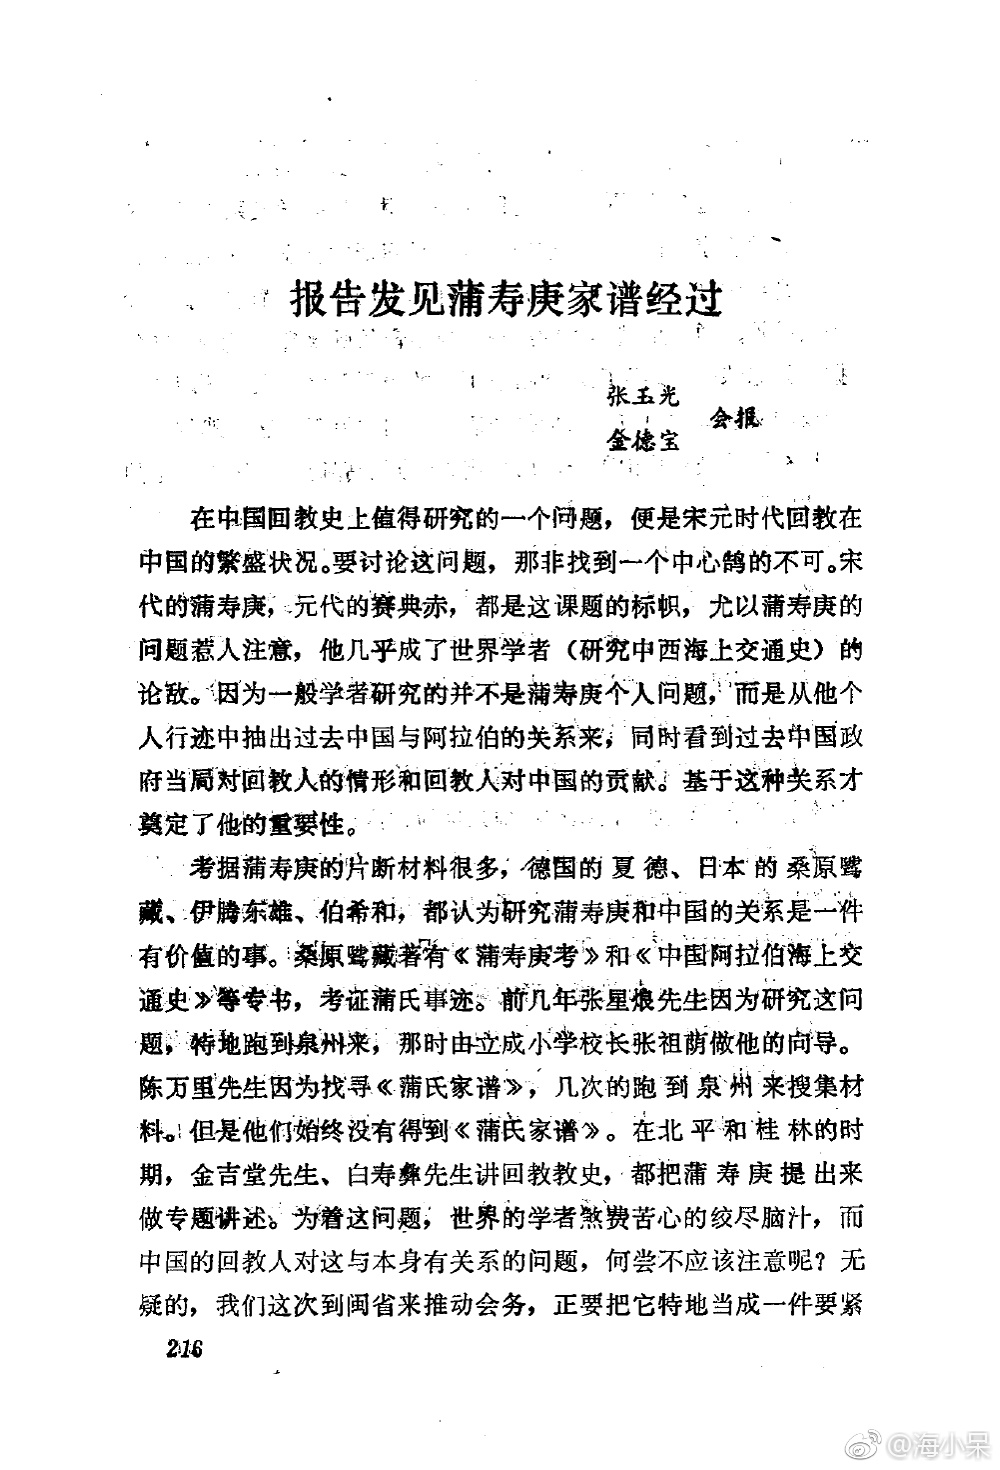 报告发见蒲寿庚家谱经过
张玉光
金德宝
会报
在中国回教史上值得研究的一个问题，便是宋元时代回教在
中国的繁盛状况。要讨论这问题，那非找到一个中心鹄的不可。宋
代的蒲寿庚，元代的赛典赤，都是这课题的标帜，尤以蒲寿庚的
问题惹人注意，他几乎成了世界学者（研究中西海上交通史）的
论敌。因为一般学者研究的并不是蒲寿庚个人问题，而是从他个
人行迹中抽出过去中国与阿拉伯的关系来，同时看到过去中国政
府当局对回教人的情形和回教人对中国的贡献。基于这种关系才
奠定了他的重要性。
考据蒲寿庚的片断材料很多，德国的夏德、日本的桑原骘
藏、伊腾东雄、伯希和，都认为研究蒲寿庚和中国的关系是一件
有价值的事。桑原骘藏著有《蒲寿庚考》和《中国阿拉伯海上交
通史》等专书，考证蒲氏事迹。前几年张星烺先生因为研究这问
题，特地跑到泉州来，那时由立成小学校长张祖荫做他的向导。
陈万里先生因为找寻《蒲氏家谱》，几次的跑到泉州来搜集材
料。但是他们始终没有得到《蒲氏家谱》。在北平和桂林的时
期，金吉堂先生、白寿彝先生讲回教教史，都把蒲寿庚提出来
做专题讲述。为着这问题，世界的学者煞费苦心的绞尽脑汁，而
中国的回教人对这与本身有关系的问题，何尝不应该注意呢？无
疑的，我们这次到闽省来推动会务，正要把它特地当成一件要紧
216
@海小呆